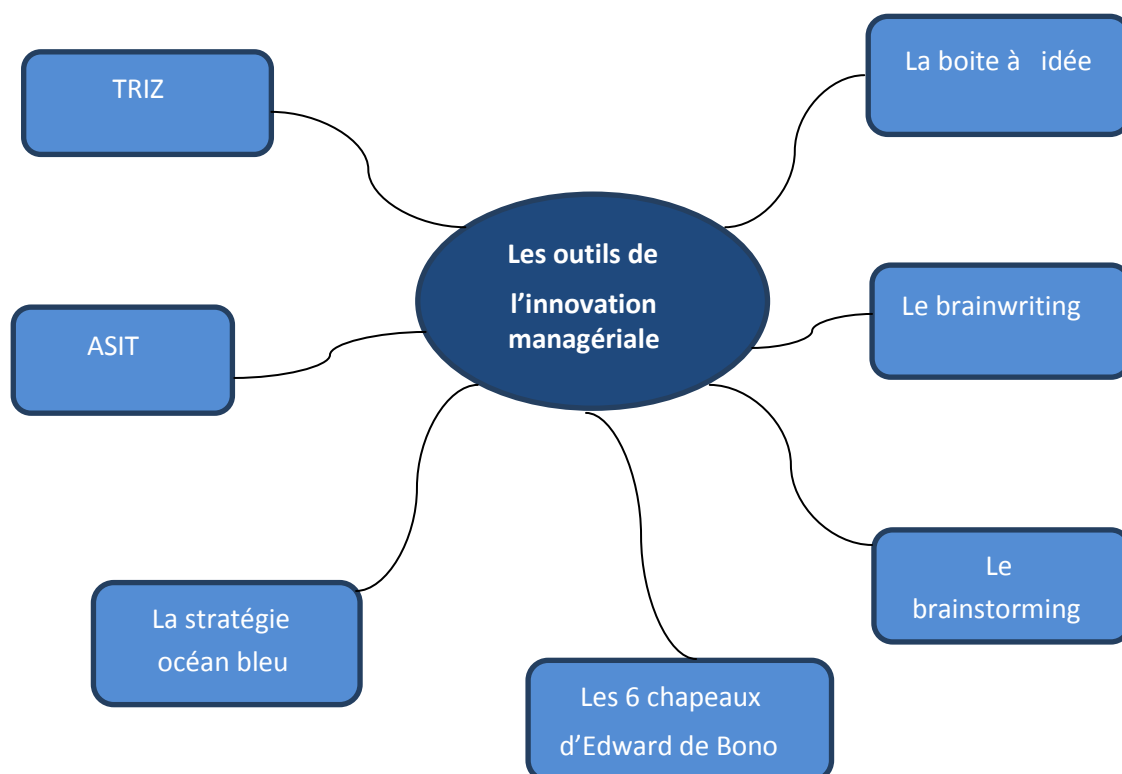 La boite à   idée
TRIZ
Les outils de
l’innovation
managériale
Le brainwriting
ASIT
Le
brainstorming
La stratégie
océan bleu
Les 6 chapeaux
d’Edward de Bono